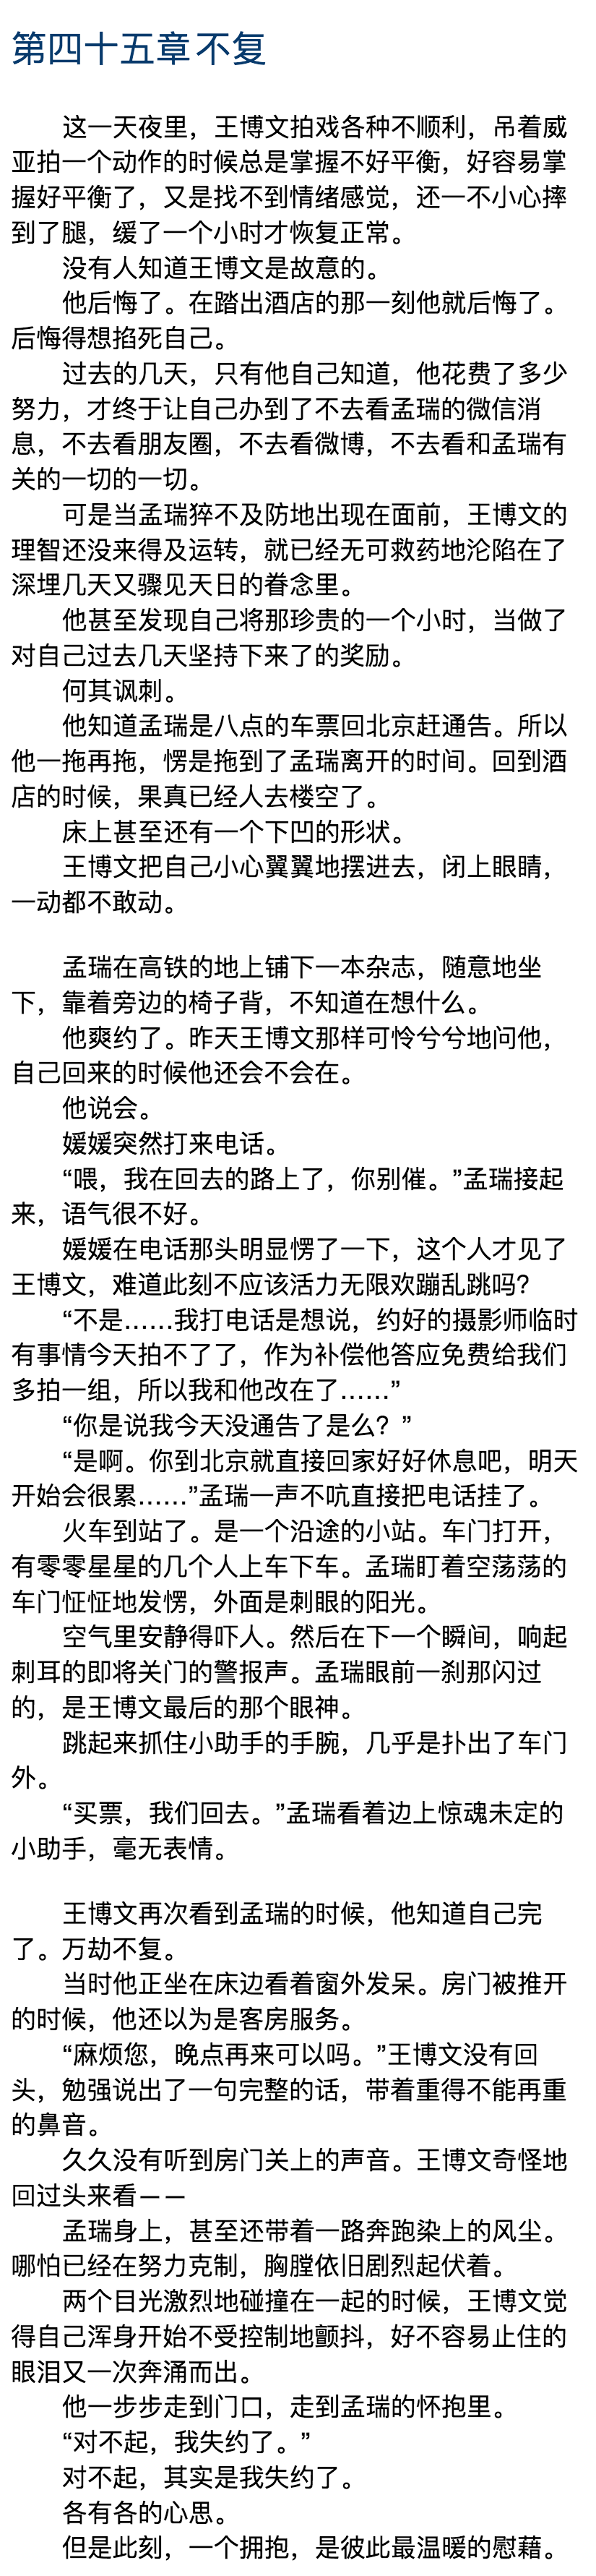 第四十五章 不复
这一天夜里，王博文拍戏各种不顺利，吊着威
亚拍一个动作的时候总是掌握不好平衡，好容易掌
握好平衡了，又是找不到情绪感觉，还一不小心摔
到了腿，缓了一个小时才恢复正常。
没有人知道王博文是故意的。
他后悔了。在踏出酒店的那一刻他就后悔了。
后悔得想掐死自己。
过去的几天，只有他自己知道，他花费了多少
努力，才终于让自己办到了不去看孟瑞的微信消
息，不去看朋友圈，不去看微博，不去看和孟瑞有
关的一切的一切。
可是当孟瑞猝不及防地出现在面前，王博文的
理智还没来得及运转，就已经无可救药地沦陷在了
深埋几天又骤见天日的眷念里。
他甚至发现自己将那珍贵的一个小时，当做了
对自己过去几天坚持下来了的奖励。
何其讽刺。
他知道孟瑞是八点的车票回北京赶通告。所以
他一拖再拖，愣是拖到了孟瑞离开的时间。回到酒
店的时候，果真已经人去楼空了。
床上甚至还有一个下凹的形状。
王博文把自己小心翼翼地摆进去，闭上眼睛，
一动都不敢动。
孟瑞在高铁的地上铺下一本杂志，随意地坐
下，靠着旁边的椅子背，不知道在想什么。
他爽约了。昨天王博文那样可怜兮兮地问他，
自己回来的时候他还会不会在。
他说会。
媛媛突然打来电话。
“喂，我在回去的路上了，你别催。”孟瑞接起
来，语气很不好。
媛媛在电话那头明显愣了一下，这个人才见了
王博文，难道此刻不应该活力无限欢蹦乱跳吗？
“不是……我打电话是想说，约好的摄影师临时
有事情今天拍不了了，作为补偿他答应免费给我们
多拍一组，所以我和他改在了……”
“你是说我今天没通告了是么？”
“是啊。你到北京就直接回家好好休息吧，明天
开始会很累……”孟瑞一声不吭直接把电话挂了。
火车到站了。是一个沿途的小站。车门打开，
有零零星星的几个人上车下车。孟瑞盯着空荡荡的
车门怔怔地发愣，外面是刺眼的阳光。
空气里安静得吓人。然后在下一个瞬间，响起
刺耳的即将关门的警报声。孟瑞眼前一刹那闪过
的，是王博文最后的那个眼神。
跳起来抓住小助手的手腕，几乎是扑出了车门
外。
“买票，我们回去。”孟瑞看着边上惊魂未定的
小助手，毫无表情。
王博文再次看到孟瑞的时候，他知道自己完
了。万劫不复。
当时他正坐在床边看着窗外发呆。房门被推开
的时候，他还以为是客房服务。
“麻烦您，晚点再来可以吗。”王博文没有回
头，勉强说出了一句完整的话，带着重得不能再重
的鼻音。
久久没有听到房门关上的声音。王博文奇怪地
回过头来看——
孟瑞身上，甚至还带着一路奔跑染上的风尘。
哪怕已经在努力克制，胸膛依旧剧烈起伏着。
两个目光激烈地碰撞在一起的时候，王博文觉
得自己浑身开始不受控制地颤抖，好不容易止住的
眼泪又一次奔涌而出。
他一步步走到门口，走到孟瑞的怀抱里。
“对不起，我失约了。”
对不起，其实是我失约了。
各有各的心思。
但是此刻，一个拥抱，是彼此最温暖的慰藉。